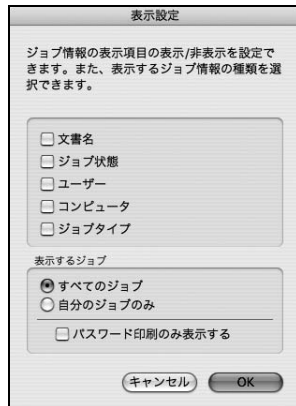 表示設定
ジョブ情報の表示項目の表示/非表示を設定で
きます。また、表示するジョブ情報の種類を選
択できます。
文書名
ジョブ状態
ユーザー
コンピュータ
ジョブタイプ
表示するジョブ
すべてのジョブ
自分のジョブのみ
パスワード印刷のみ表示する
キャンセル OK